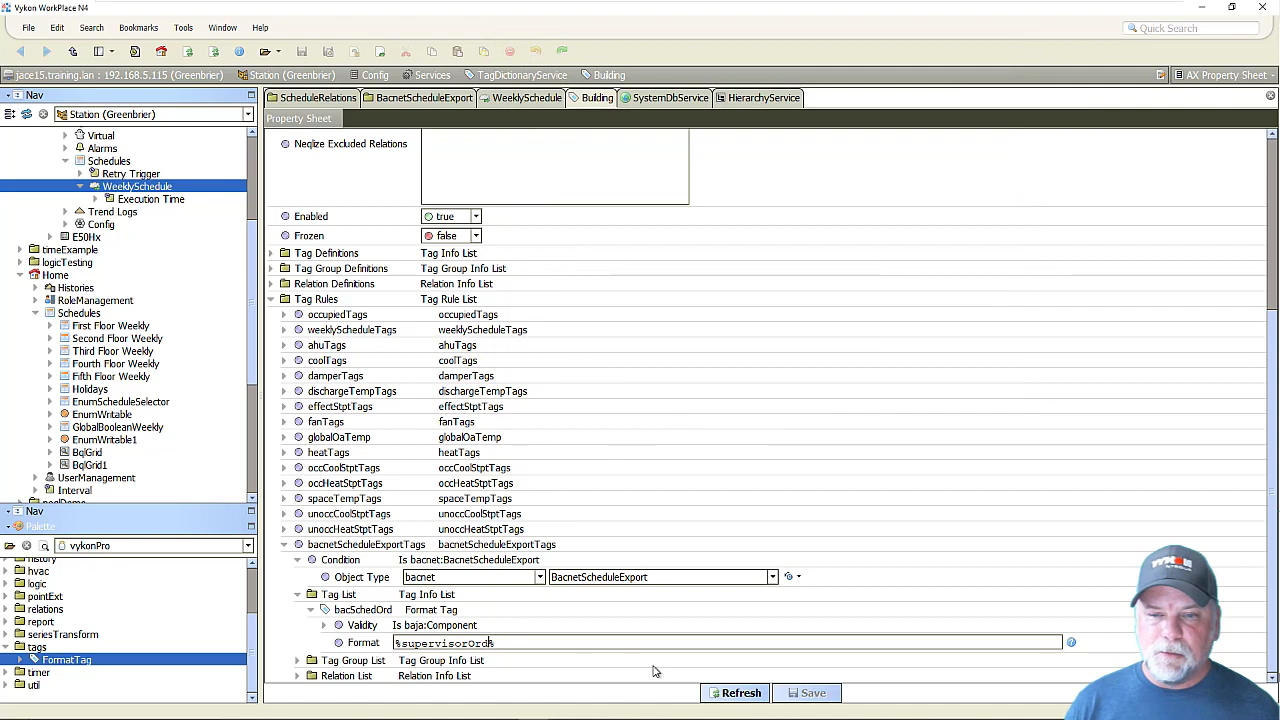 Vykon WorkPlace N4
File Edit Search Bookmarks Tools Window Help
Quick Search
jace15.training.lan : 192.168.5.115 (Greenbrier) Station (Greenbrier) Config Services TagDictionaryService Building AX Property Sheet
Nav
Station (Greenbrier)
Virtual
Alarms
Schedules
Retry Trigger
WeeklySchedule
Execution Time
Trend Logs
Config
E50Hx
timeExample
logicTesting
Home
Histories
RoleManagement
Schedules
First Floor Weekly
Second Floor Weekly
Third Floor Weekly
Fourth Floor Weekly
Fifth Floor Weekly
Holidays
EnumScheduleSelector
EnumWritable
GlobalBooleanWeekly
EnumWritable1
BqlGrid
BqlGrid1
UserManagement
Interval
Nav
Palette
vykonPro
history
hvac
logic
pointExt
relations
report
seriesTransform
tags
FormatTag
timer
util
ScheduleRelations BacnetScheduleExport WeeklySchedule Building SystemDbService HierarchyService
Property Sheet
Neqlize Excluded Relations
Enabled true
Frozen false
Tag Definitions Tag Info List
Tag Group Definitions Tag Group Info List
Relation Definitions Relation Info List
Tag Rules Tag Rule List
occupiedTags occupiedTags
weeklyScheduleTags weeklyScheduleTags
ahuTags ahuTags
coolTags coolTags
damperTags damperTags
dischargeTempTags dischargeTempTags
effectStptTags effectStptTags
fanTags fanTags
globalOaTemp globalOaTemp
heatTags heatTags
occCoolStptTags occCoolStptTags
occHeatStptTags occHeatStptTags
spaceTempTags spaceTempTags
unoccCoolStptTags unoccCoolStptTags
unoccHeatStptTags unoccHeatStptTags
bacnetScheduleExportTags bacnetScheduleExportTags
Condition Is bacnet:BacnetScheduleExport
Object Type bacnet BacnetScheduleExport
Tag List Tag Info List
bacSchedOrd Format Tag
Validity Is baja:Component
Format %supervisorOrd%
Tag Group List Tag Group Info List
Relation List Relation Info List
Refresh Save
VYKON